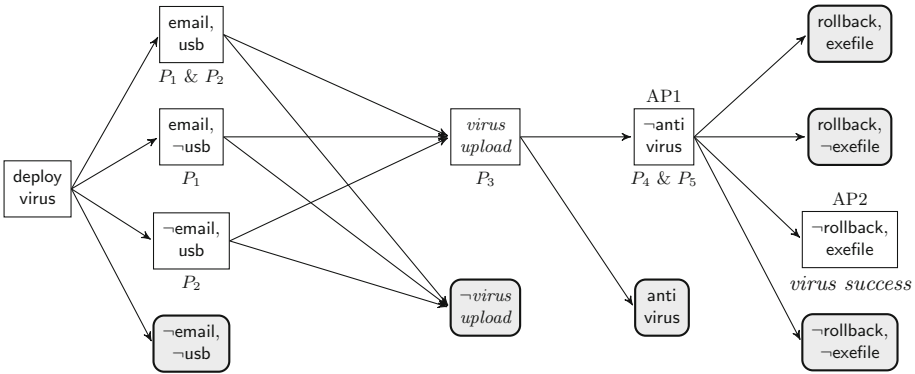 deploy
virus
email,
usb
P₁ & P₂
email,
¬usb
P₁
¬email,
usb
P₂
¬email,
¬usb
virus
upload
P₃
¬virus
upload
AP1
¬anti
virus
P₄ & P₅
anti
virus
rollback,
exefile
rollback,
¬exefile
AP2
¬rollback,
exefile
virus success
¬rollback,
¬exefile